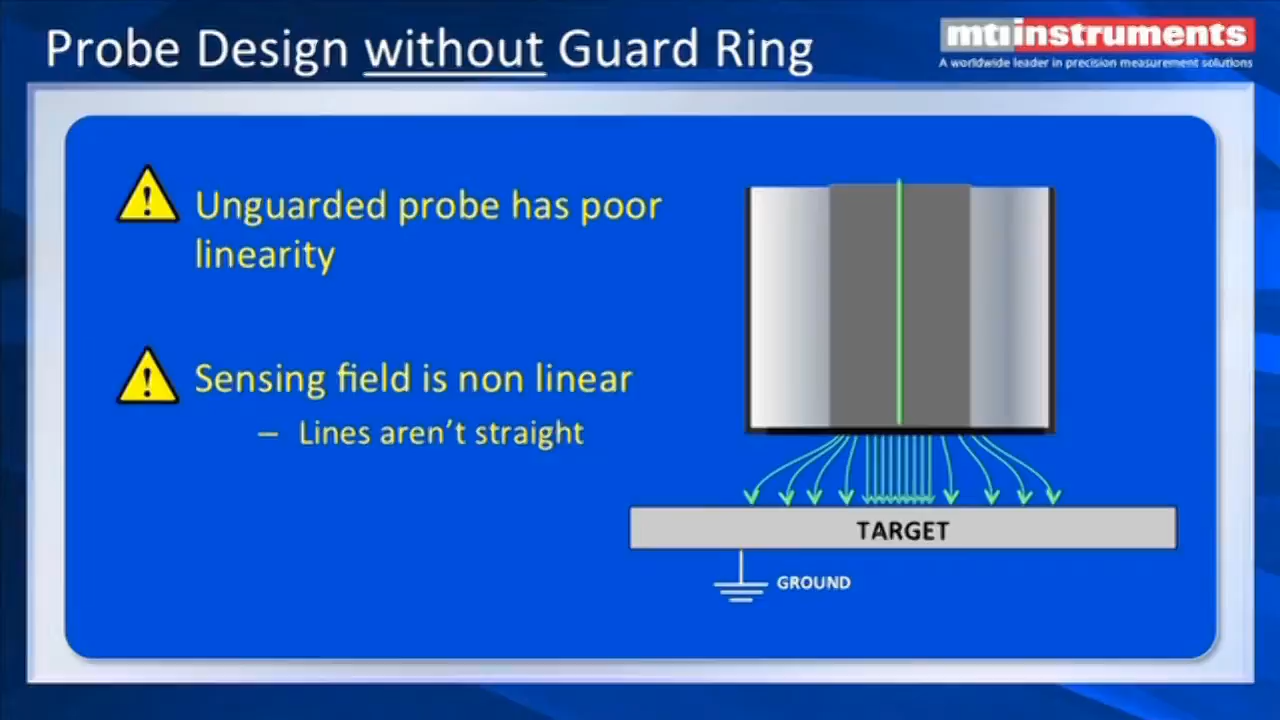 Probe Design without Guard Ring
mtiinstruments
A worldwide leader in precision measurement solutions
Unguarded probe has poor
linearity
Sensing field is non linear
– Lines aren't straight
TARGET
GROUND